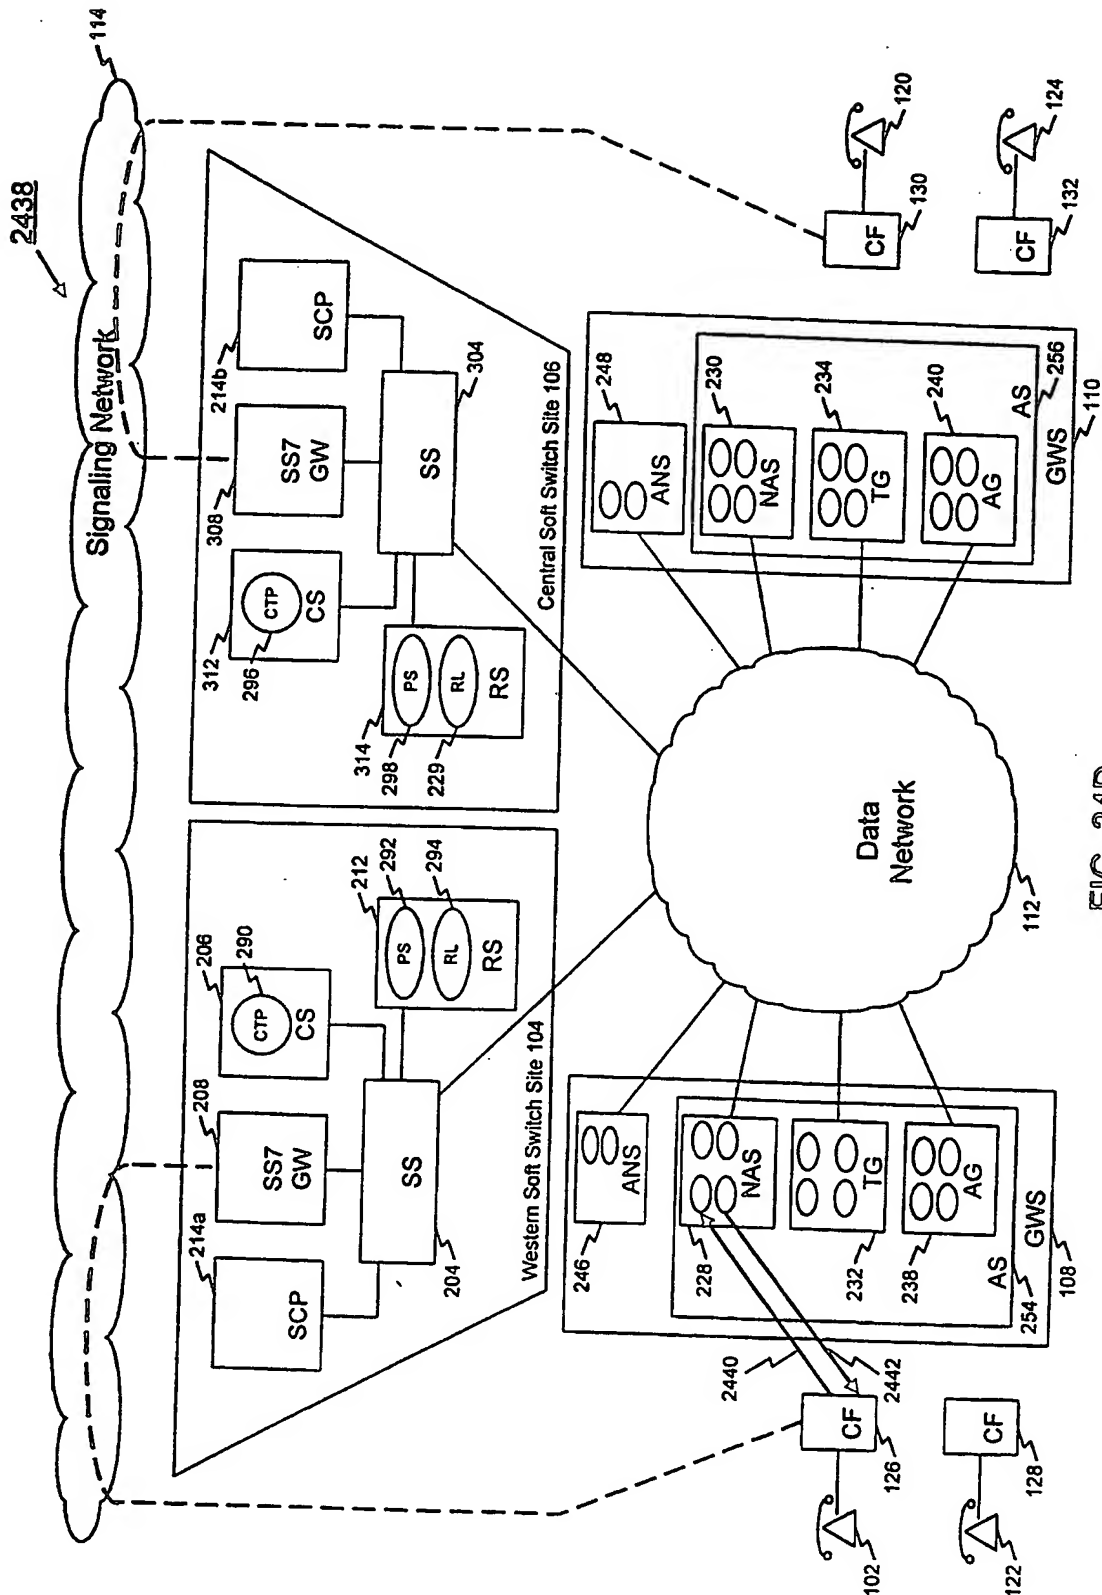 2438
114
Signaling Network
214a
208
206
290
212
292
294
SCP
SS7
GW
CTP
CS
PS
RL
RS
SS
204
Western Soft Switch Site 104
312
296
308
214b
CTP
CS
SS7
GW
SCP
314
298
229
PS
RL
RS
SS
304
Central Soft Switch Site 106
246
ANS
228
NAS
232
TG
238
AG
AS
254
GWS
108
2440
2442
CF
126
102
CF
128
122
Data
Network
112
248
ANS
230
NAS
234
TG
240
AG
AS
256
GWS
110
CF
130
120
CF
132
124